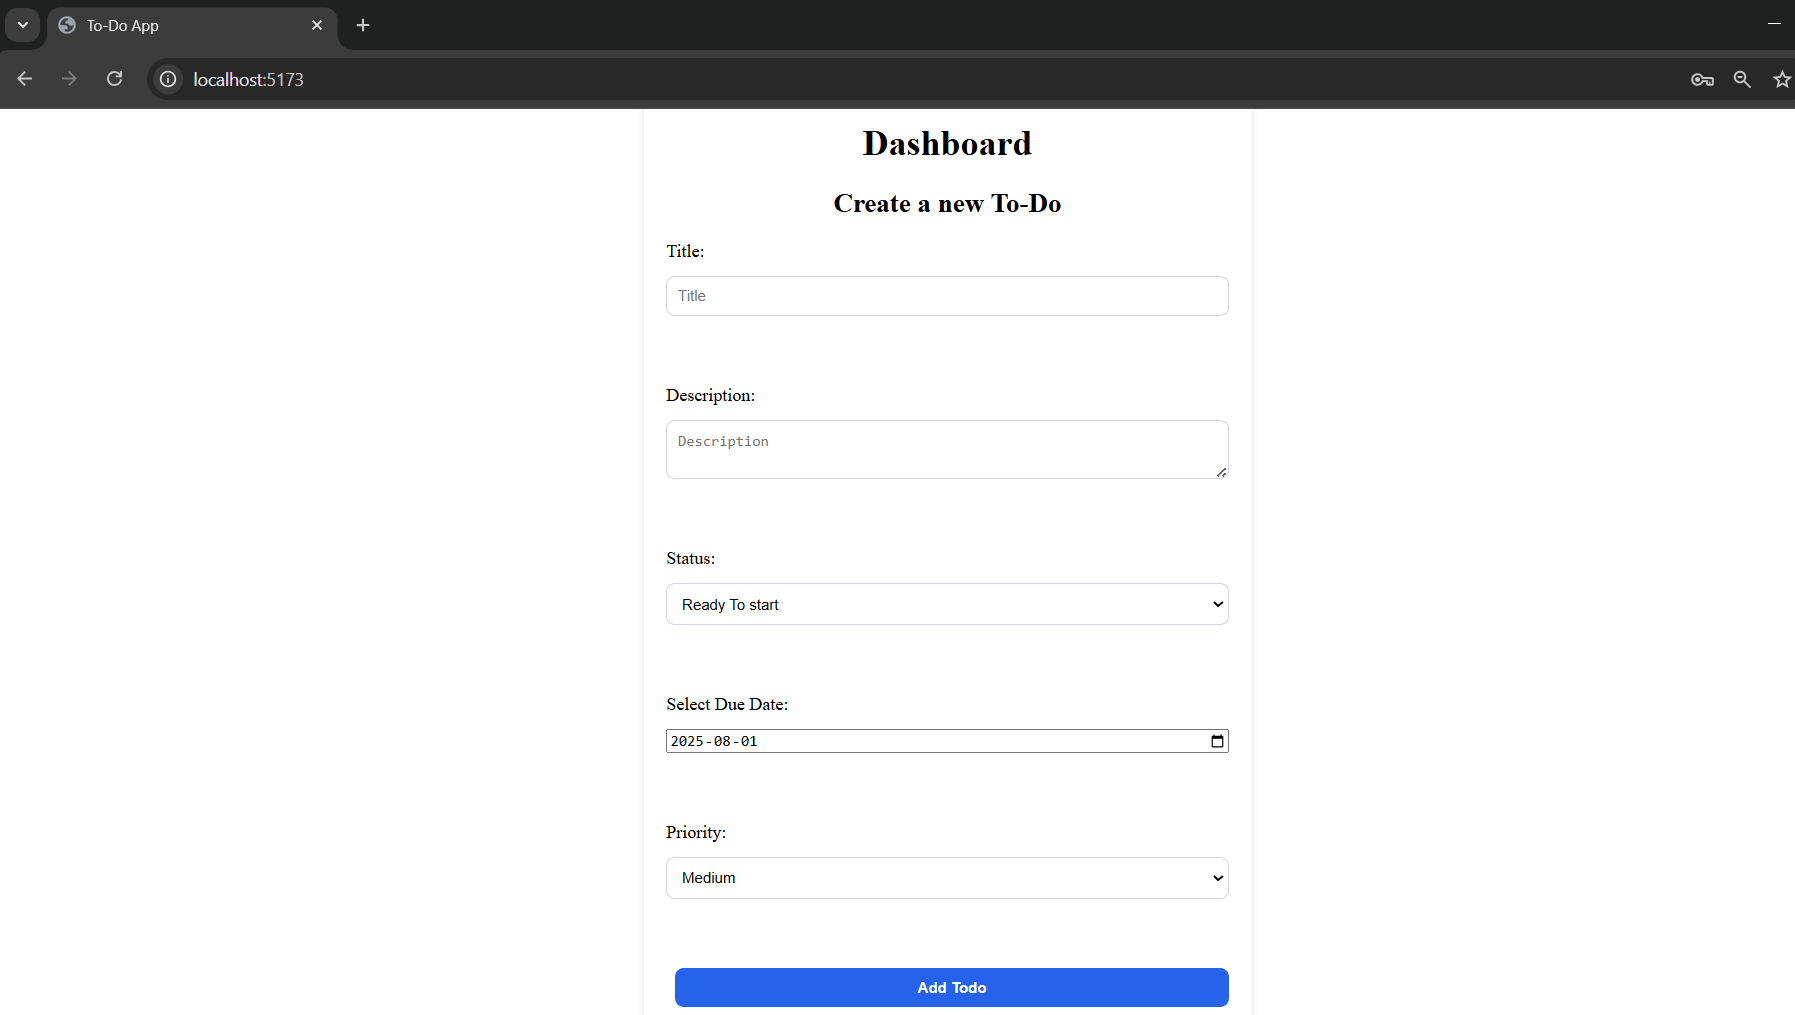 To-Do App
localhost:5173
Dashboard
Create a new To-Do
Title:
Title
Description:
Description
Status:
Ready To start
Select Due Date:
2025-08-01
Priority:
Medium
Add Todo